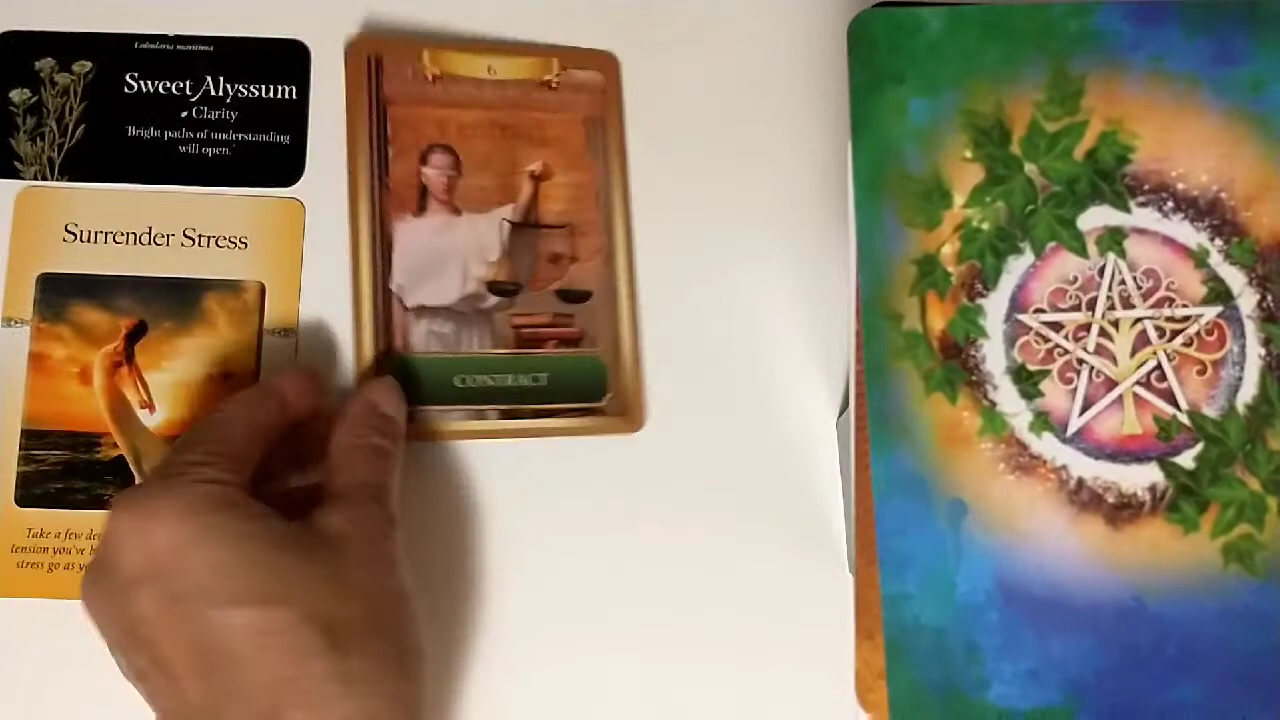 Lobularia maritima
Sweet Alyssum
Clarity
'Bright paths of understanding
will open.'
Surrender Stress
Take a few
tension you've
stress go as
6
CONTRACT